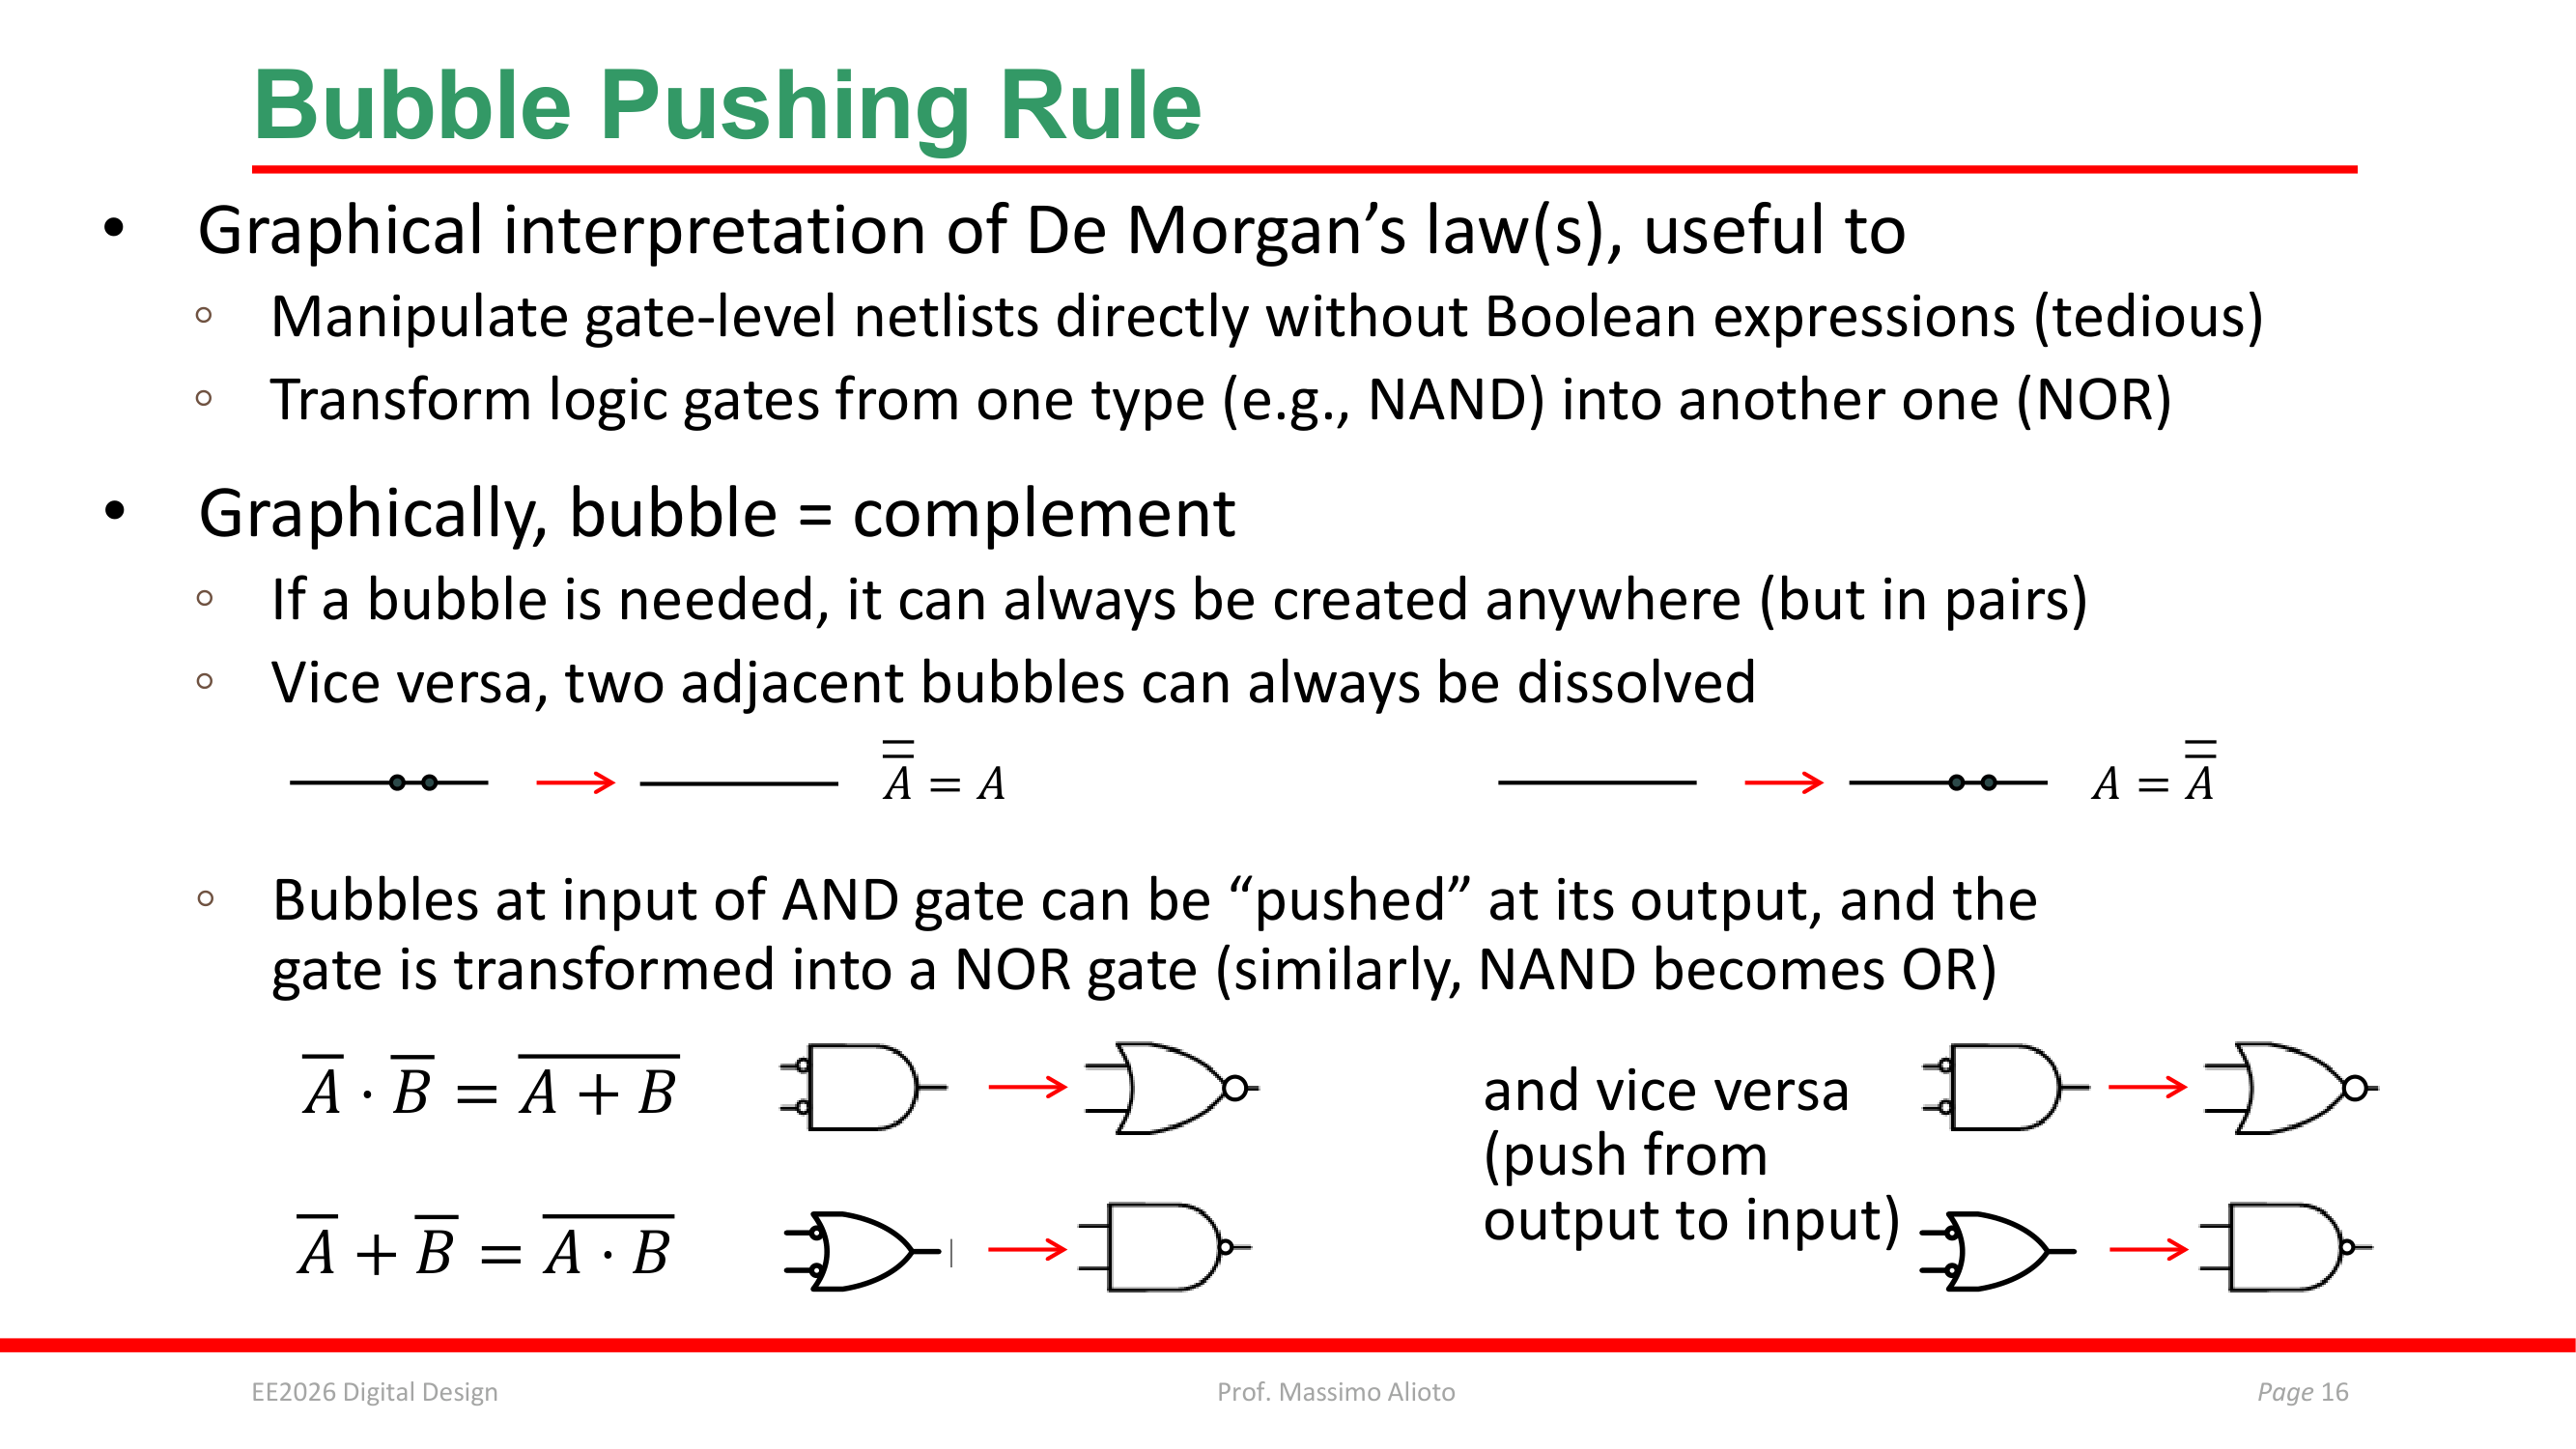 Bubble Pushing Rule
• Graphical interpretation of De Morgan’s law(s), useful to
◦ Manipulate gate-level netlists directly without Boolean expressions (tedious)
◦ Transform logic gates from one type (e.g., NAND) into another one (NOR)
• Graphically, bubble = complement
◦ If a bubble is needed, it can always be created anywhere (but in pairs)
◦ Vice versa, two adjacent bubbles can always be dissolved
$\overline{\overline{A}} = A$
$A = \overline{\overline{A}}$
◦ Bubbles at input of AND gate can be “pushed” at its output, and the
gate is transformed into a NOR gate (similarly, NAND becomes OR)
$\overline{A} \cdot \overline{B} = \overline{A + B}$
$\overline{A} + \overline{B} = \overline{A \cdot B}$
and vice versa
(push from
output to input)
EE2026 Digital Design
Prof. Massimo Alioto
Page 16